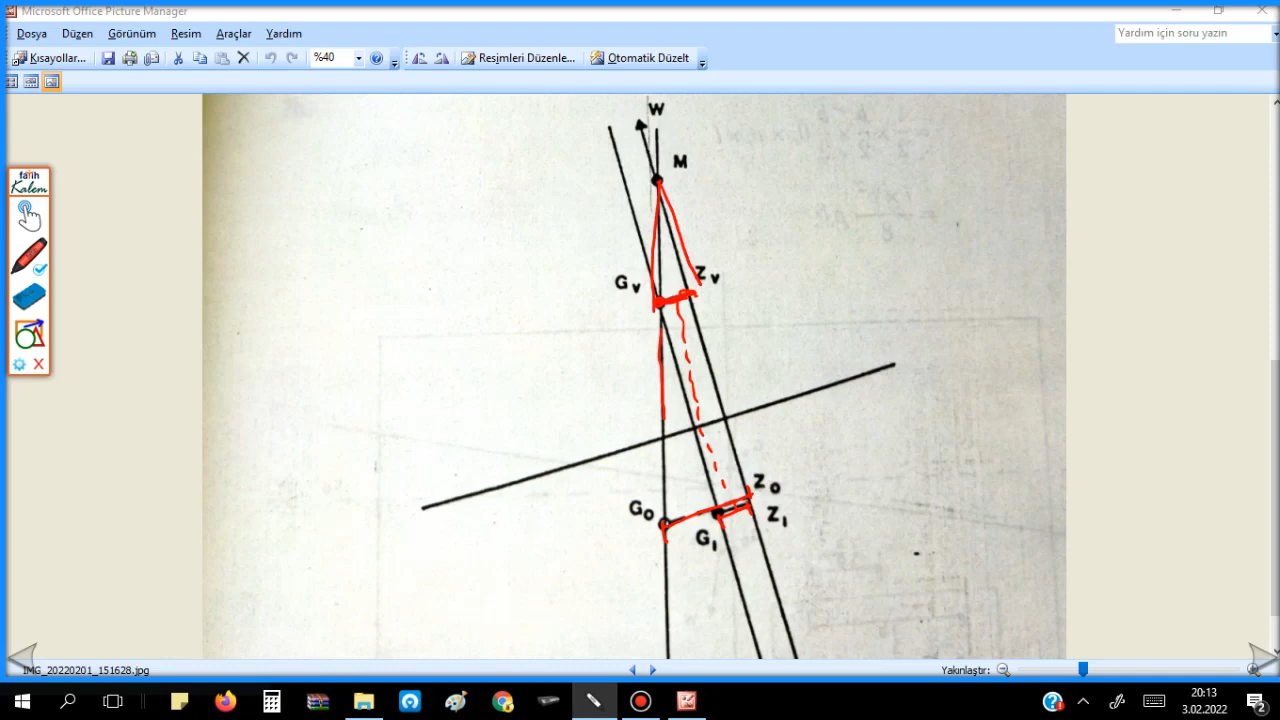 Microsoft Office Picture Manager
Dosya Düzen Görünüm Resim Araçlar Yardım
Yardım için soru yazın
Kısayollar... %40 Resimleri Düzenle... Otomatik Düzelt
fatih
Kalem
W
M
Gv
Zv
Go
Zo
G1
Z1
IMG_20220201_151628.jpg
Yakınlaştır:
20:13
3.02.2022
2